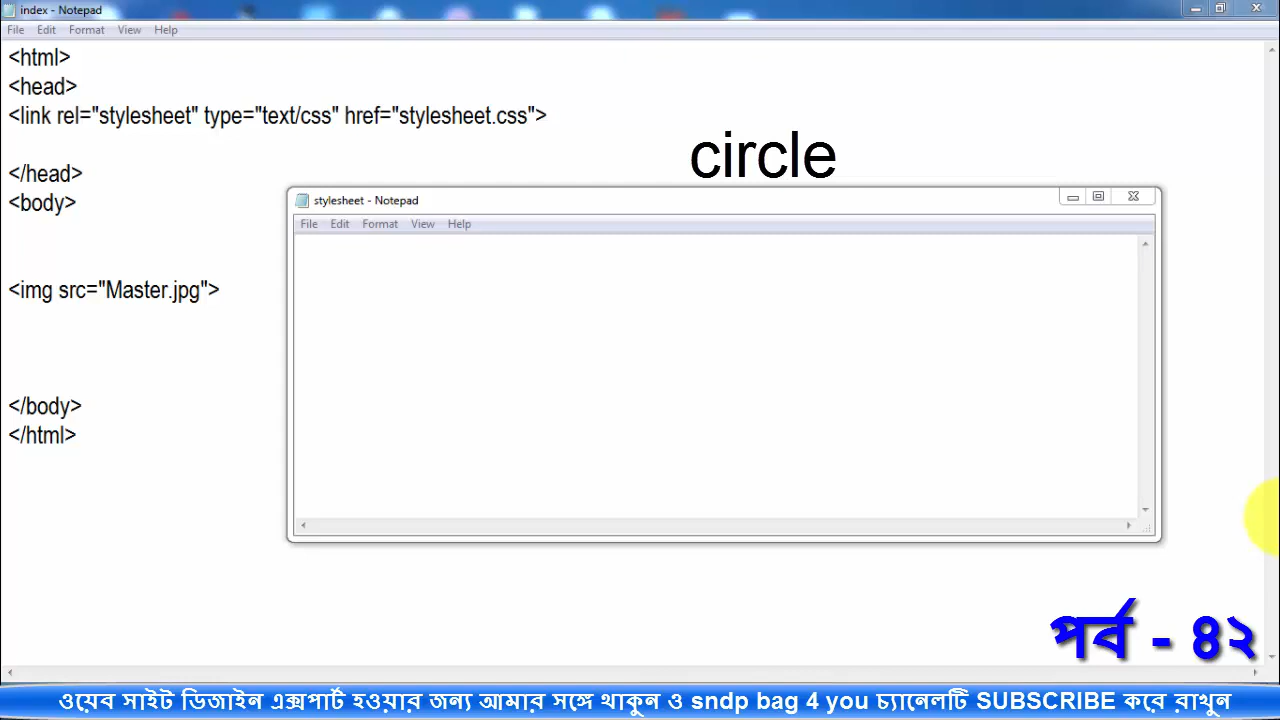 index - Notepad
File Edit Format View Help
<html>
<head>
<link rel="stylesheet" type="text/css" href="stylesheet.css">
circle
</head>
<body>
stylesheet - Notepad
File Edit Format View Help
<img src="Master.jpg">
</body>
</html>
পর্ব - ৪২
ওয়েব সাইট ডিজাইন এক্সপার্ট হওয়ার জন্য আমার সঙ্গে থাকুন ও sndp bag 4 you চ্যানেলটি SUBSCRIBE করে রাখুন